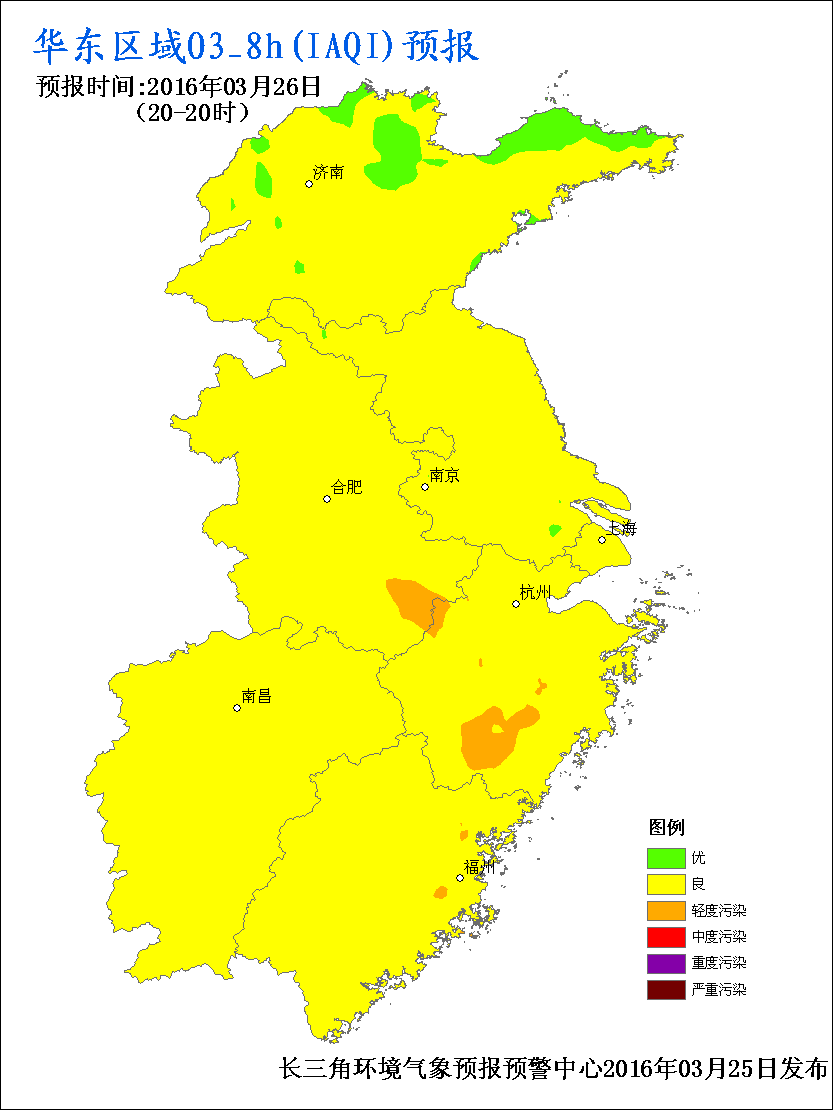 华东区域O3_8h(IAQI)预报
预报时间:2016年03月26日
(20-20时)
济南
南京
合肥
上海
杭州
南昌
福州
图例
优
良
轻度污染
中度污染
重度污染
严重污染
长三角环境气象预报预警中心2016年03月25日发布